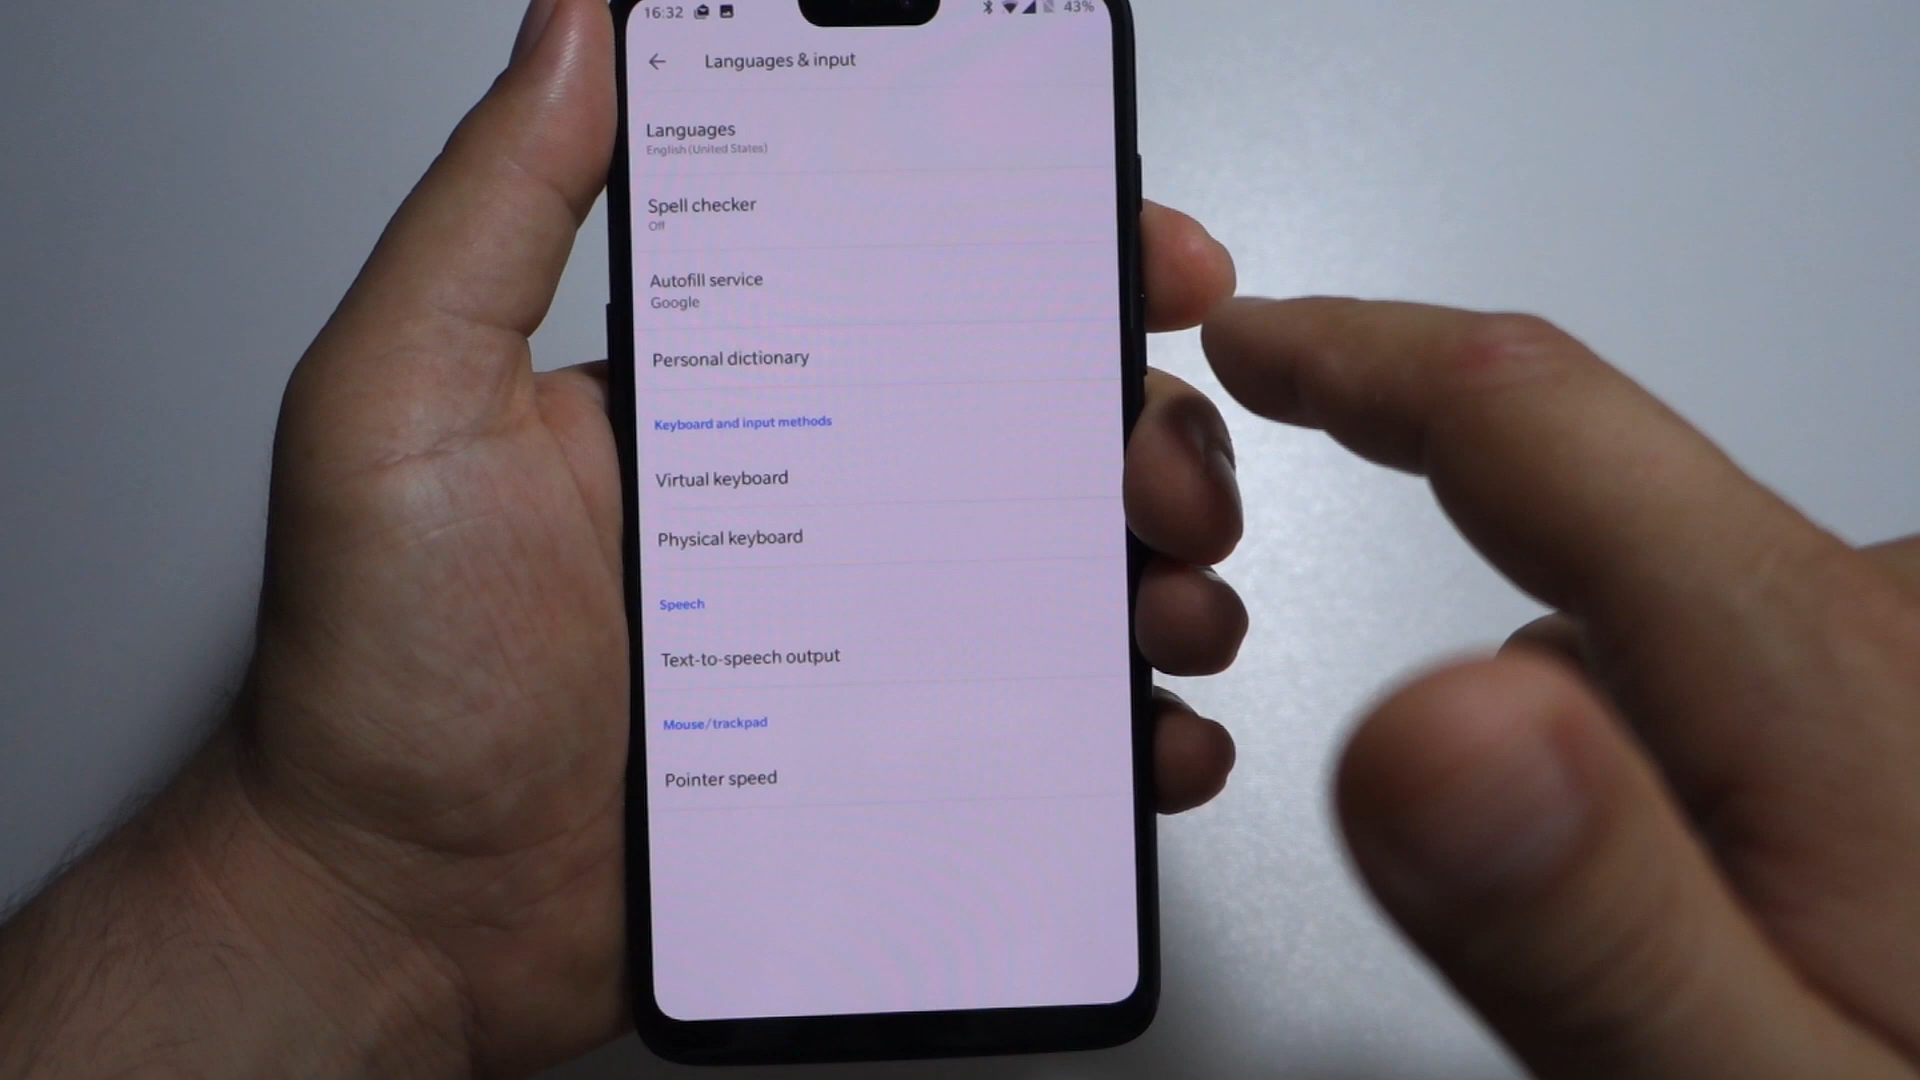 16:32 43%
Languages & input
Languages
English (United States)
Spell checker
Off
Autofill service
Google
Personal dictionary
Keyboard and input methods
Virtual keyboard
Physical keyboard
Speech
Text-to-speech output
Mouse/trackpad
Pointer speed